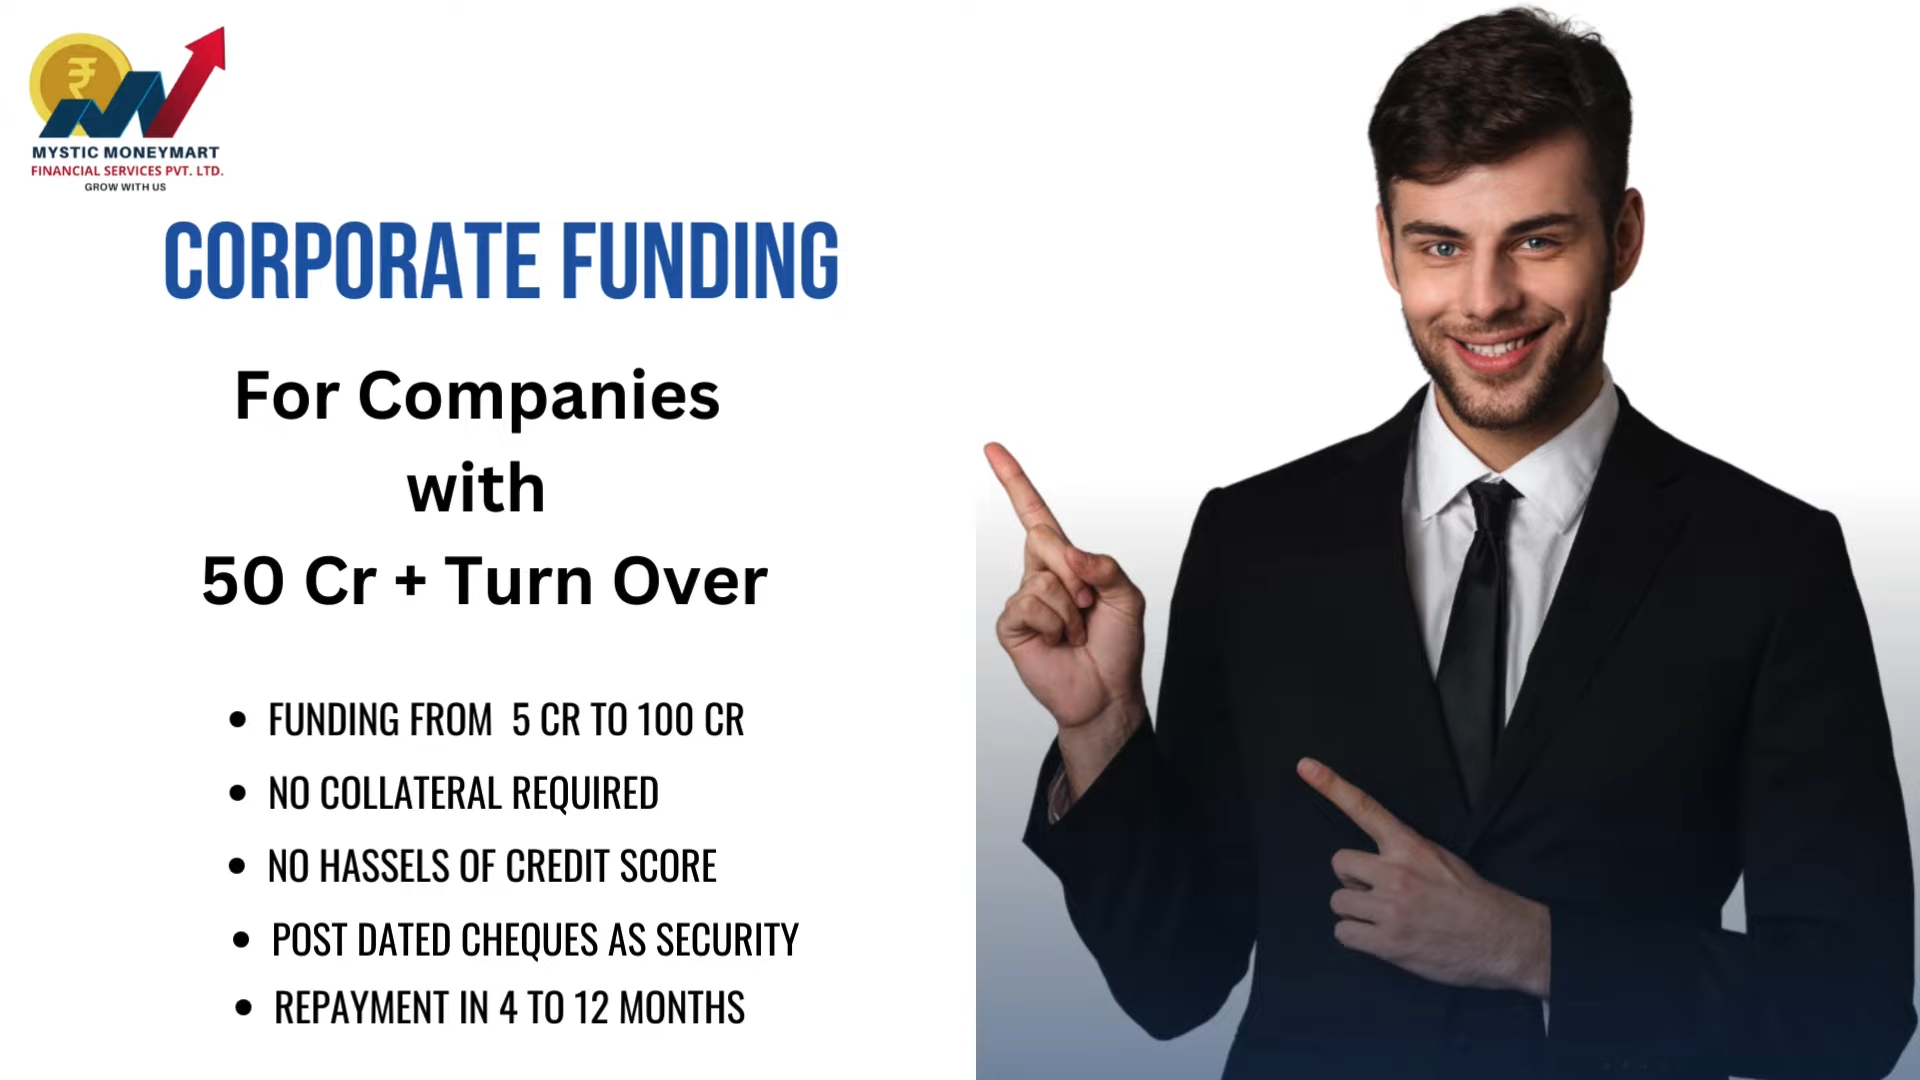 MYSTIC MONEYMART
FINANCIAL SERVICES PVT. LTD.
GROW WITH US
CORPORATE FUNDING
For Companies
with
50 Cr + Turn Over
• FUNDING FROM 5 CR TO 100 CR
• NO COLLATERAL REQUIRED
• NO HASSELS OF CREDIT SCORE
• POST DATED CHEQUES AS SECURITY
• REPAYMENT IN 4 TO 12 MONTHS